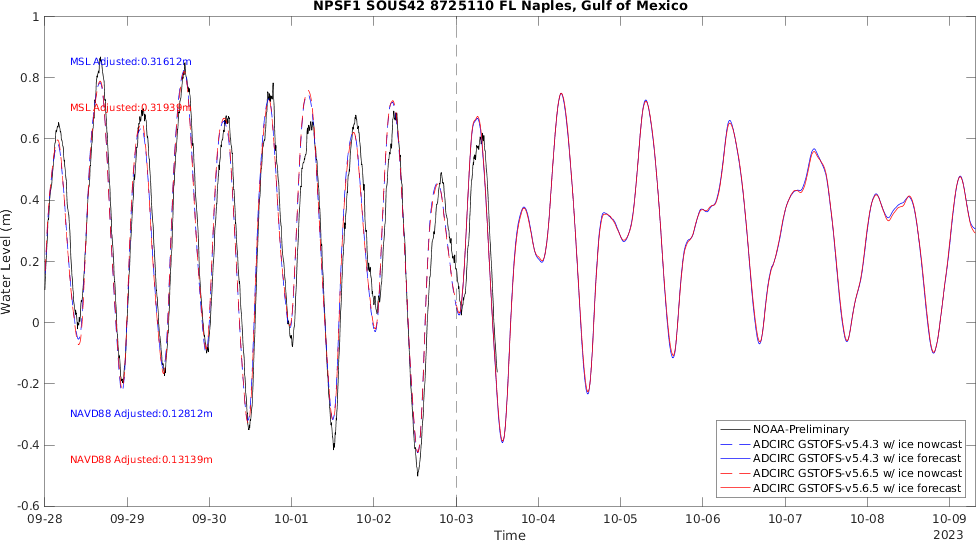 NPSF1 SOUS42 8725110 FL Naples, Gulf of Mexico
1
0.8
0.6
0.4
0.2
0
-0.2
-0.4
-0.6
Water Level (m)
MSL Adjusted:0.31612m
MSL Adjusted:0.31939m
NAVD88 Adjusted:0.12812m
NAVD88 Adjusted:0.13139m
NOAA-Preliminary
ADCIRC GSTOFS-v5.4.3 w/ ice nowcast
ADCIRC GSTOFS-v5.4.3 w/ ice forecast
ADCIRC GSTOFS-v5.6.5 w/ ice nowcast
ADCIRC GSTOFS-v5.6.5 w/ ice forecast
09-28 09-29 09-30 10-01 10-02 10-03 10-04 10-05 10-06 10-07 10-08 10-09
2023
Time